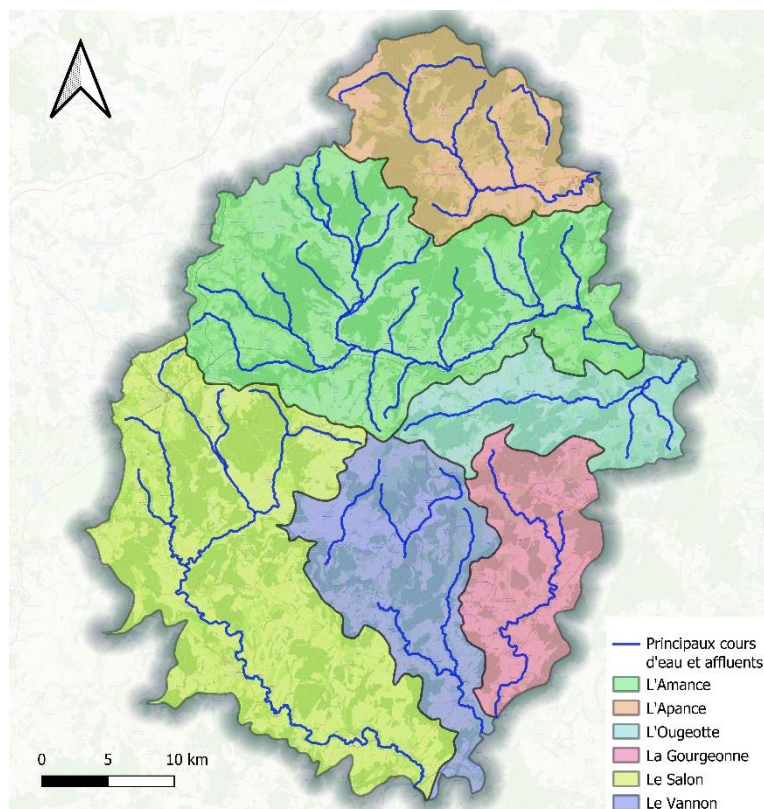 Principaux cours
d'eau et affluents
L'Amance
L'Apance
L'Ougeotte
La Gourgeonne
Le Salon
Le Vannon
0 5 10 km